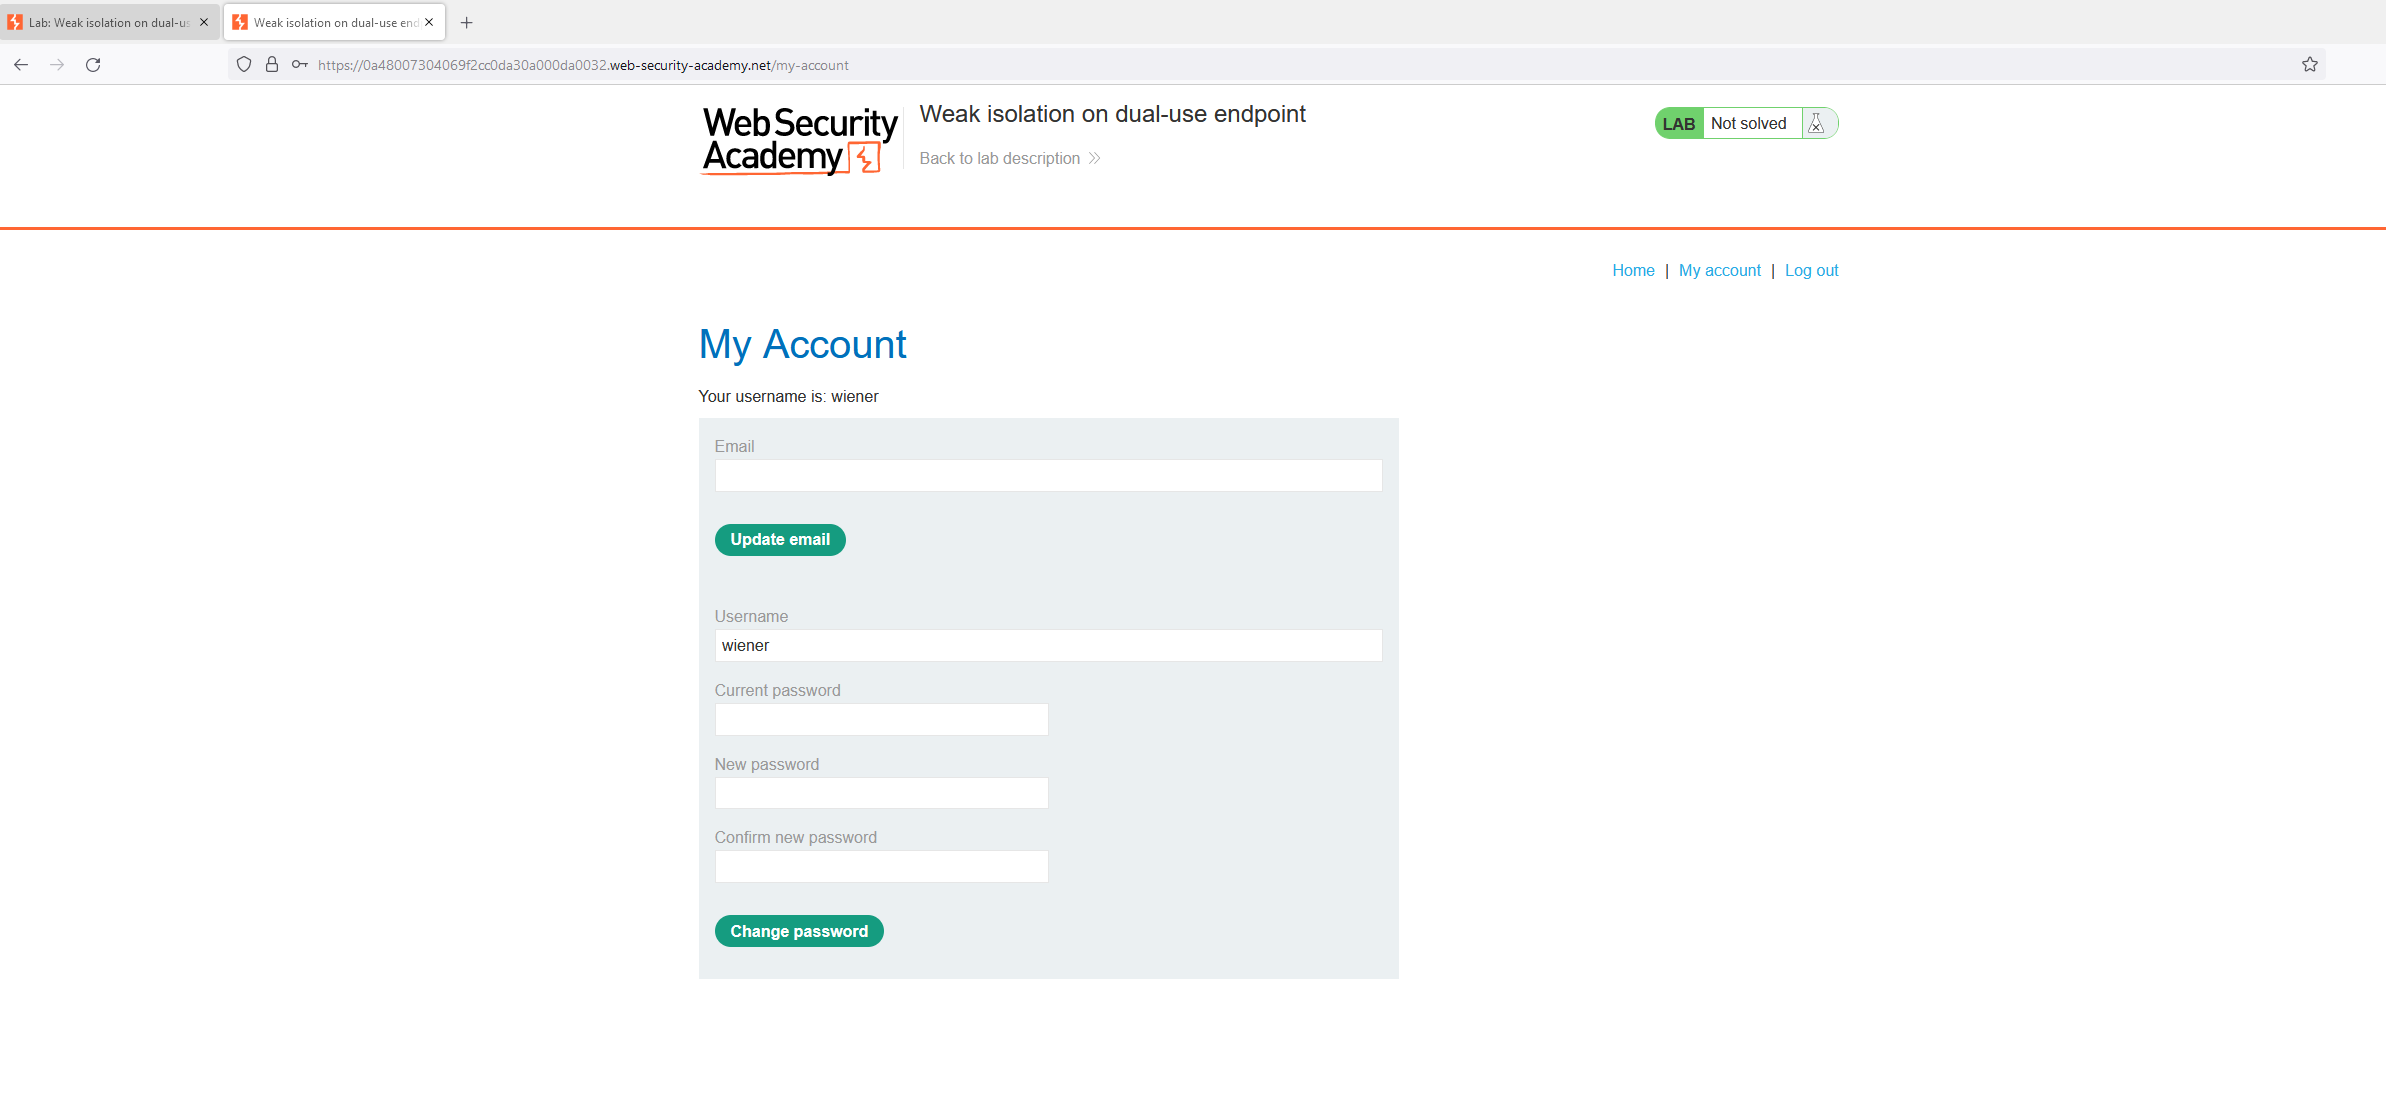 Lab: Weak isolation on dual-us
Weak isolation on dual-use end
https://0a48007304069f2cc0da30a000da0032.web-security-academy.net/my-account
Web Security
Academy
Weak isolation on dual-use endpoint
Back to lab description
LAB Not solved
Home | My account | Log out
My Account
Your username is: wiener
Email
Update email
Username
wiener
Current password
New password
Confirm new password
Change password